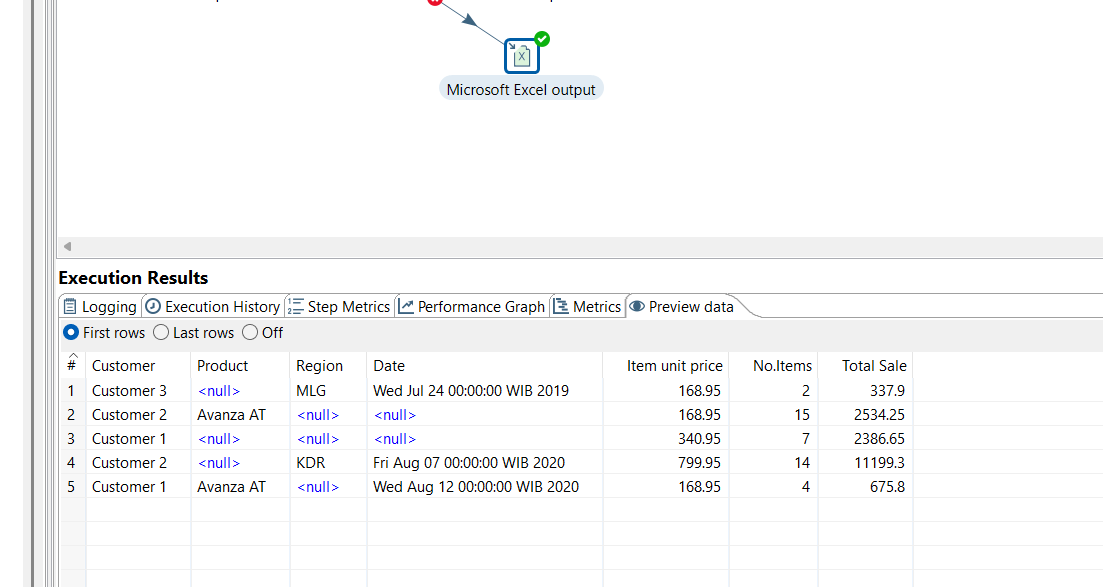 Microsoft Excel output
Execution Results
Logging Execution History Step Metrics Performance Graph Metrics Preview data
First rows Last rows Off
# Customer Product Region Date Item unit price No.Items Total Sale
1 Customer 3 <null> MLG Wed Jul 24 00:00:00 WIB 2019 168.95 2 337.9
2 Customer 2 Avanza AT <null> <null> 168.95 15 2534.25
3 Customer 1 <null> <null> <null> 340.95 7 2386.65
4 Customer 2 <null> KDR Fri Aug 07 00:00:00 WIB 2020 799.95 14 11199.3
5 Customer 1 Avanza AT <null> Wed Aug 12 00:00:00 WIB 2020 168.95 4 675.8